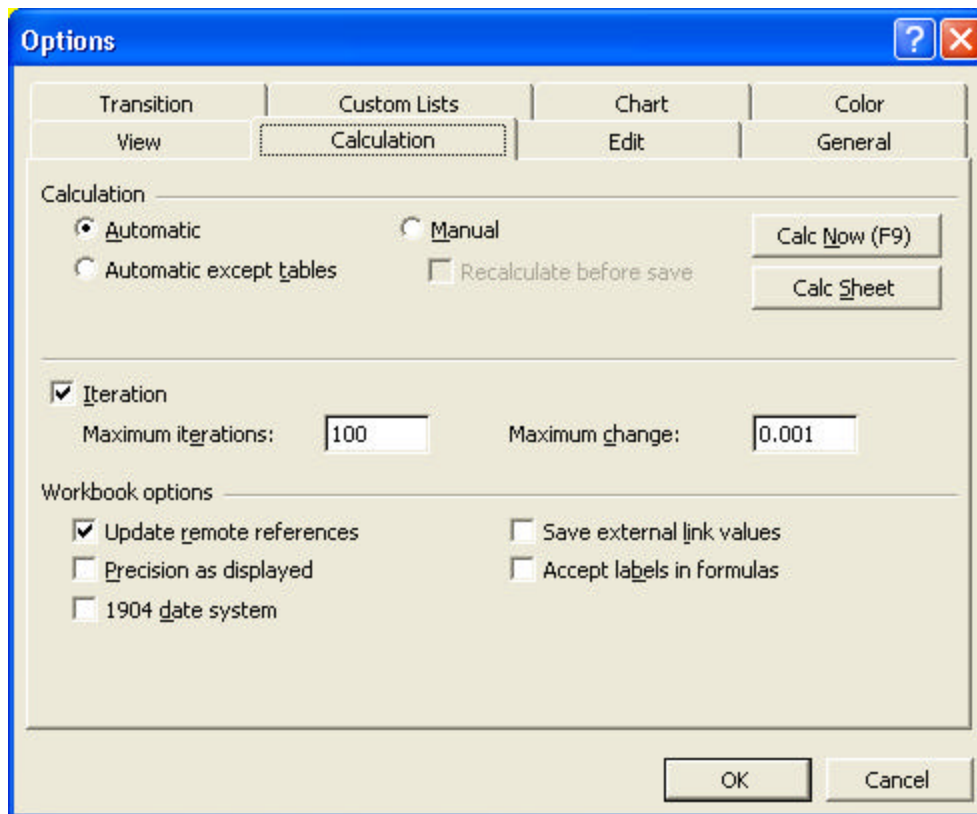 Options
Transition Custom Lists Chart Color
View Calculation Edit General
Calculation
Automatic Manual Calc Now (F9)
Automatic except tables Recalculate before save Calc Sheet
Iteration
Maximum iterations: 100 Maximum change: 0.001
Workbook options
Update remote references Save external link values
Precision as displayed Accept labels in formulas
1904 date system
OK Cancel